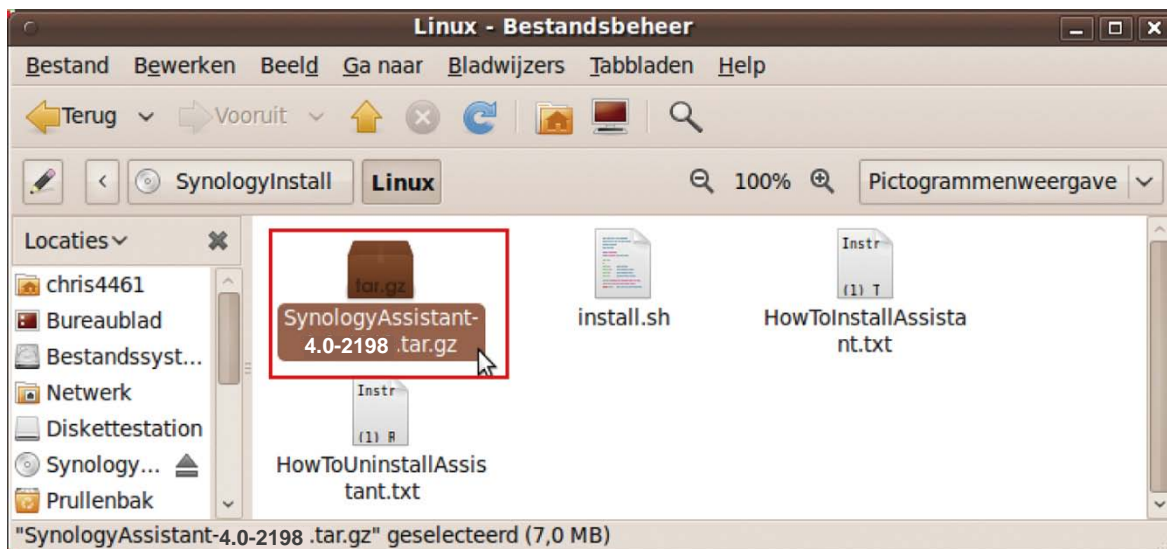 Linux - Bestandsbeheer
Bestand Bewerken Beeld Ga naar Bladwijzers Tabbladen Help
Terug Vooruit
SynologyInstall Linux 100% Pictogrammenweergave
Locaties
chris4461
Bureaublad
Bestandssyst...
Netwerk
Diskettestation
Synology...
Prullenbak
tar.gz
SynologyAssistant-
4.0-2198 .tar.gz
install.sh
Instr
(1) T
HowToInstallAssista
nt.txt
Instr
(1) R
HowToUninstallAssis
tant.txt
"SynologyAssistant-4.0-2198 .tar.gz" geselecteerd (7,0 MB)